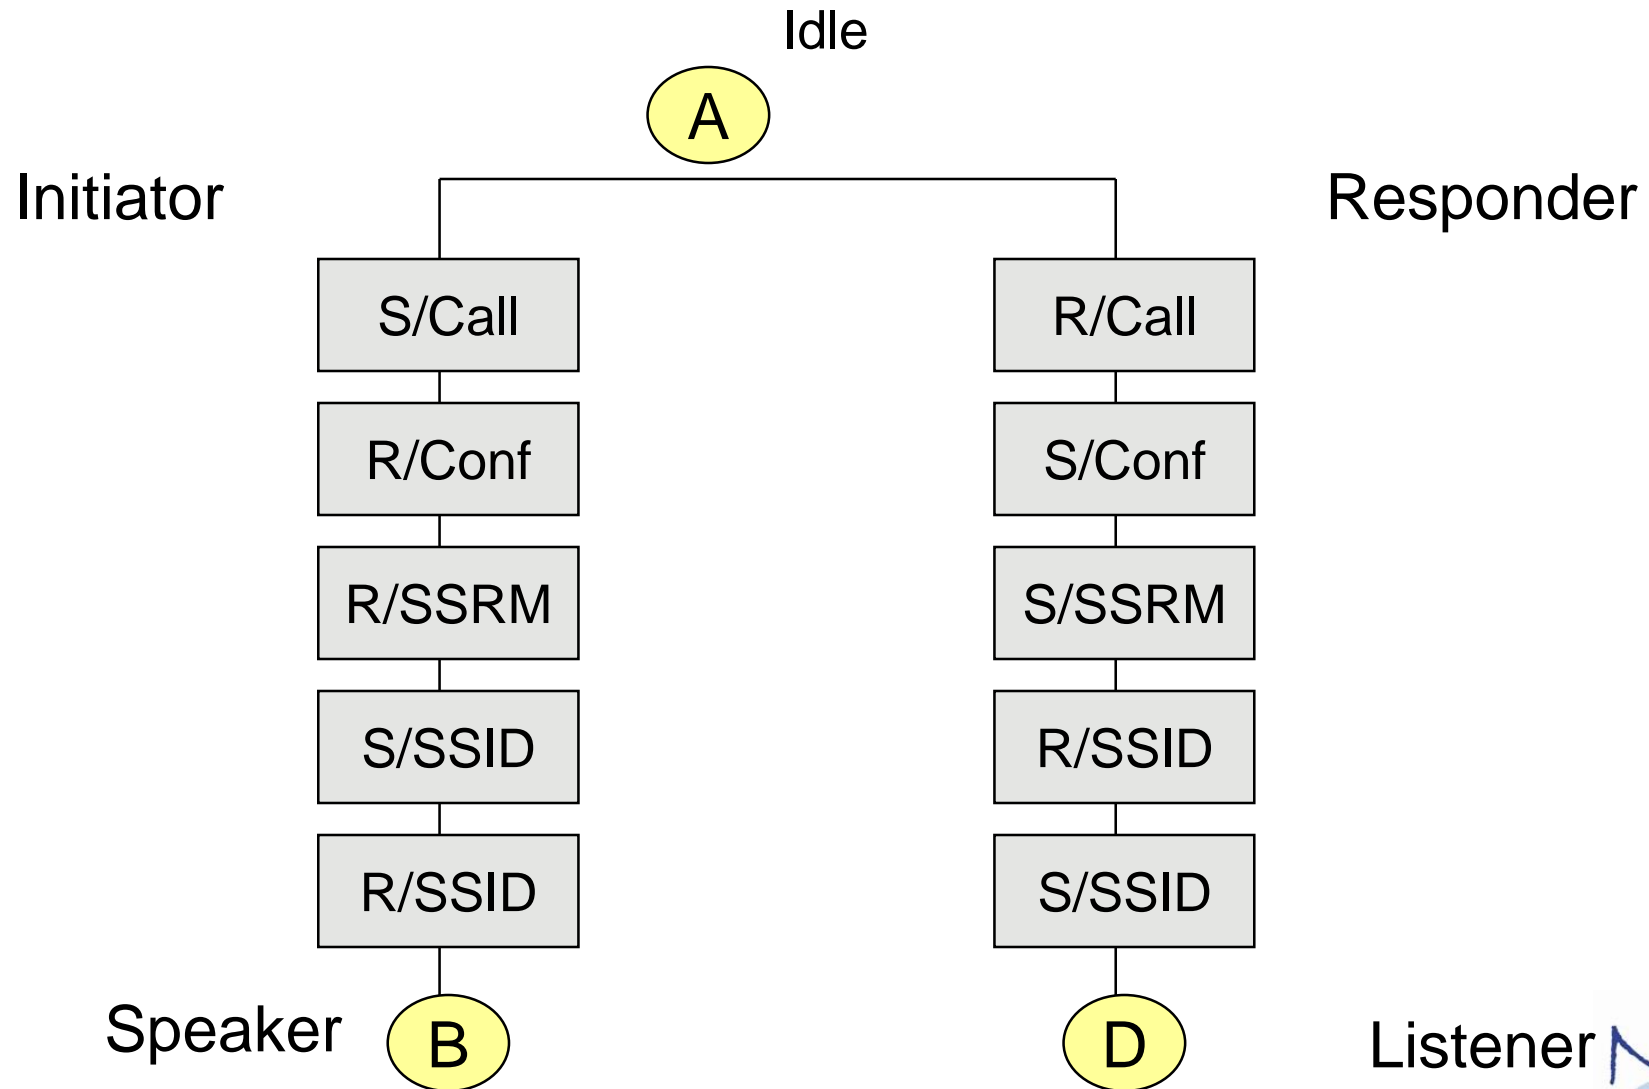 Idle
A
Initiator
Responder
S/Call
R/Call
R/Conf
S/Conf
R/SSRM
S/SSRM
S/SSID
R/SSID
R/SSID
S/SSID
Speaker
B
D
Listener